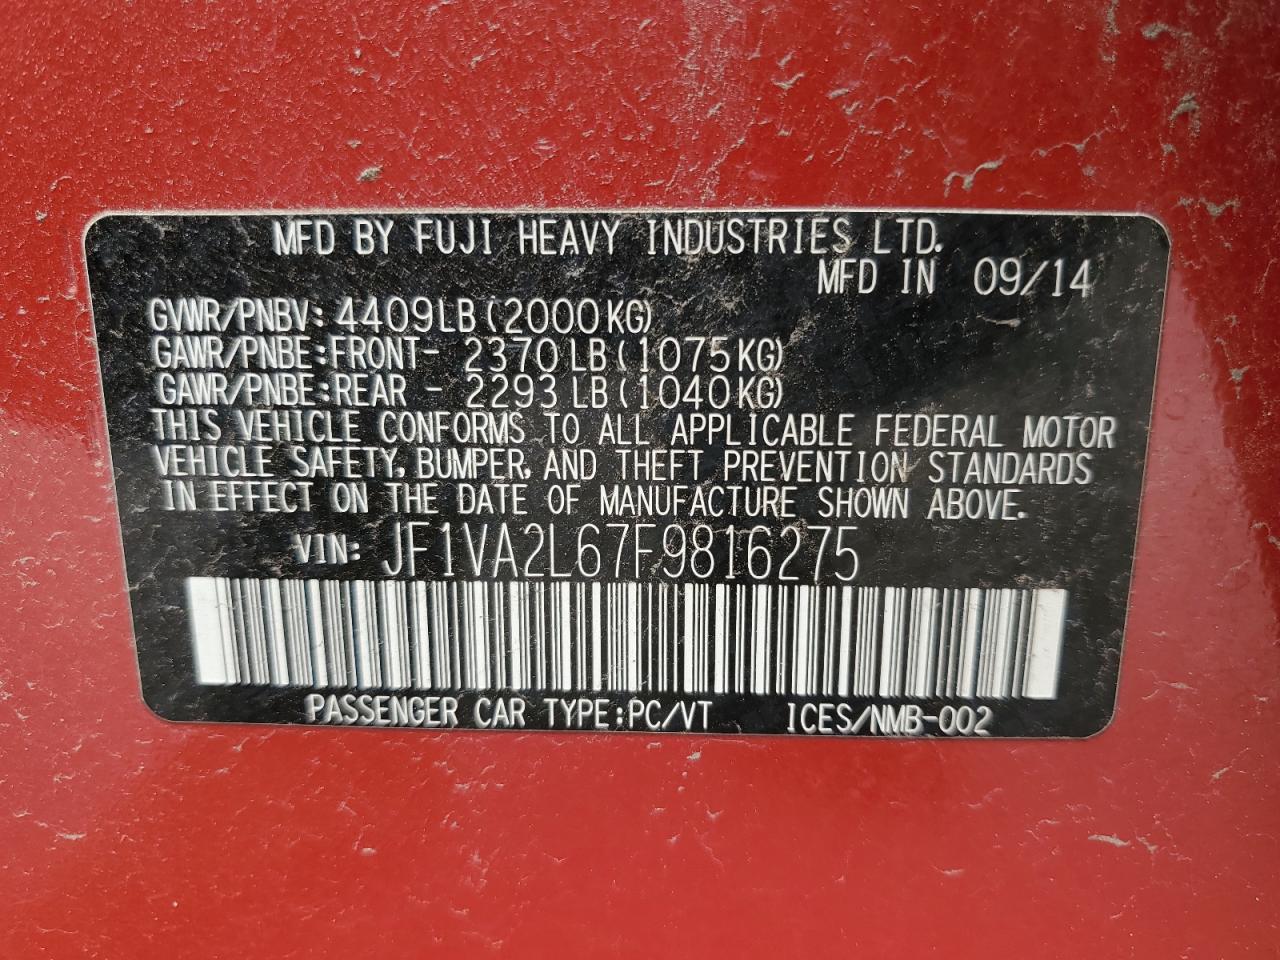 MFD BY FUJI HEAVY INDUSTRIES LTD.
MFD IN 09/14
GVWR/PNBV: 4409LB (2000KG)
GAWR/PNBE:FRONT- 2370LB (1075KG)
GAWR/PNBE:REAR - 2293LB (1040KG)
THIS VEHICLE CONFORMS TO ALL APPLICABLE FEDERAL MOTOR
VEHICLE SAFETY, BUMPER, AND THEFT PREVENTION STANDARDS
IN EFFECT ON THE DATE OF MANUFACTURE SHOWN ABOVE.
VIN: JF1VA2L67F9816275
PASSENGER CAR TYPE:PC/VT ICES/NMB-002